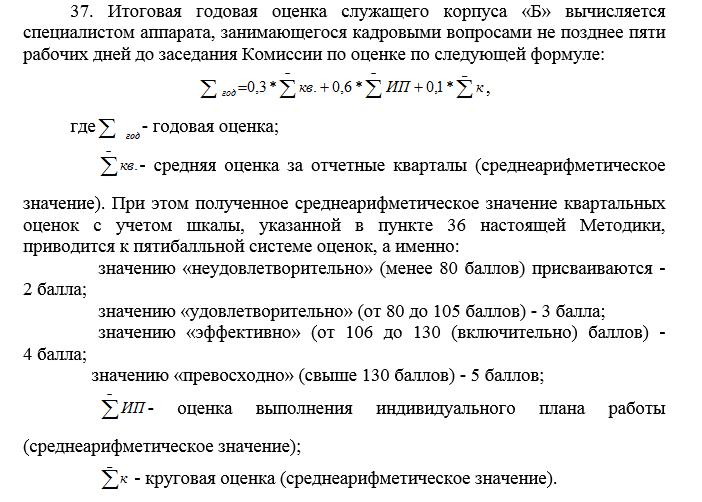 37. Итоговая годовая оценка служащего корпуса «Б» вычисляется
специалистом аппарата, занимающегося кадровыми вопросами не позднее пяти
рабочих дней до заседания Комиссии по оценке по следующей формуле:
∑ год=0,3*∑̄ кв.+0,6*∑̄ ИП+0,1*∑̄ к,
где ∑ год- годовая оценка;
∑̄ кв.- средняя оценка за отчетные кварталы (среднеарифметическое
значение). При этом полученное среднеарифметическое значение квартальных
оценок с учетом шкалы, указанной в пункте 36 настоящей Методики,
приводится к пятибалльной системе оценок, а именно:
значению «неудовлетворительно» (менее 80 баллов) присваиваются -
2 балла;
значению «удовлетворительно» (от 80 до 105 баллов) - 3 балла;
значению «эффективно» (от 106 до 130 (включительно) баллов) -
4 балла;
значению «превосходно» (свыше 130 баллов) - 5 баллов;
∑̄ ИП- оценка выполнения индивидуального плана работы
(среднеарифметическое значение);
∑̄ к - круговая оценка (среднеарифметическое значение).